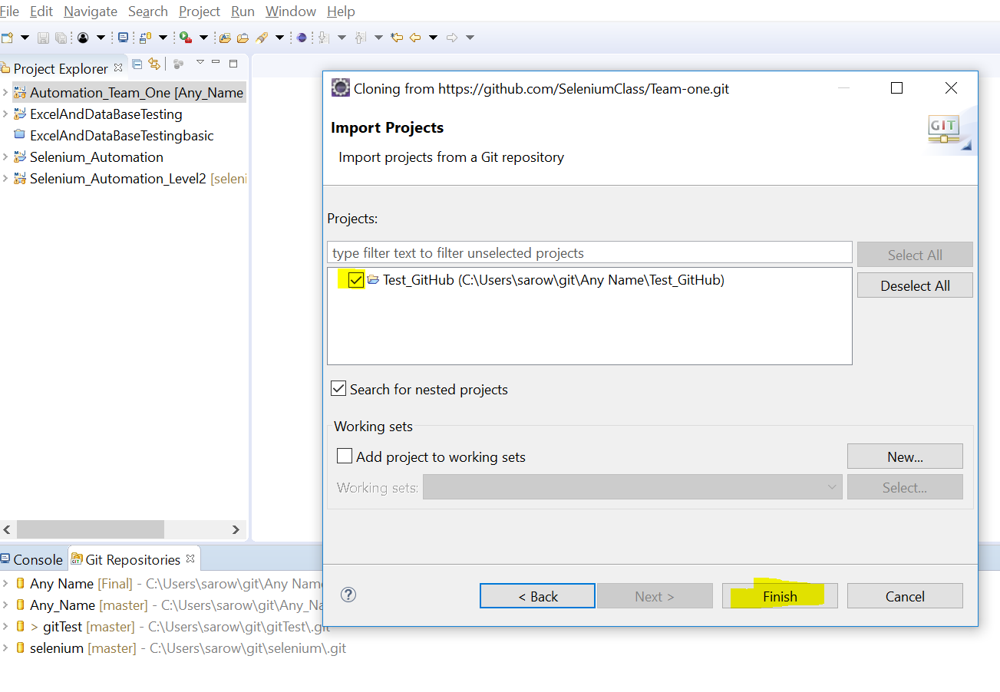 File Edit Navigate Search Project Run Window Help
Project Explorer
Automation_Team_One [Any_Name
ExcelAndDataBaseTesting
ExcelAndDataBaseTestingbasic
Selenium_Automation
Selenium_Automation_Level2 [seleni
Cloning from https://github.com/SeleniumClass/Team-one.git
Import Projects
GIT
Import projects from a Git repository
Projects:
type filter text to filter unselected projects
Select All
Test_GitHub (C:\Users\sarow\git\Any Name\Test_GitHub)
Deselect All
Search for nested projects
Working sets
Add project to working sets
New...
Working sets:
Select...
< Back
Next >
Finish
Cancel
Console
Git Repositories
Any Name [Final] - C:\Users\sarow\git\Any Name
Any_Name [master] - C:\Users\sarow\git\Any_Na
> gitTest [master] - C:\Users\sarow\git\gitTest\.git
selenium [master] - C:\Users\sarow\git\selenium\.git